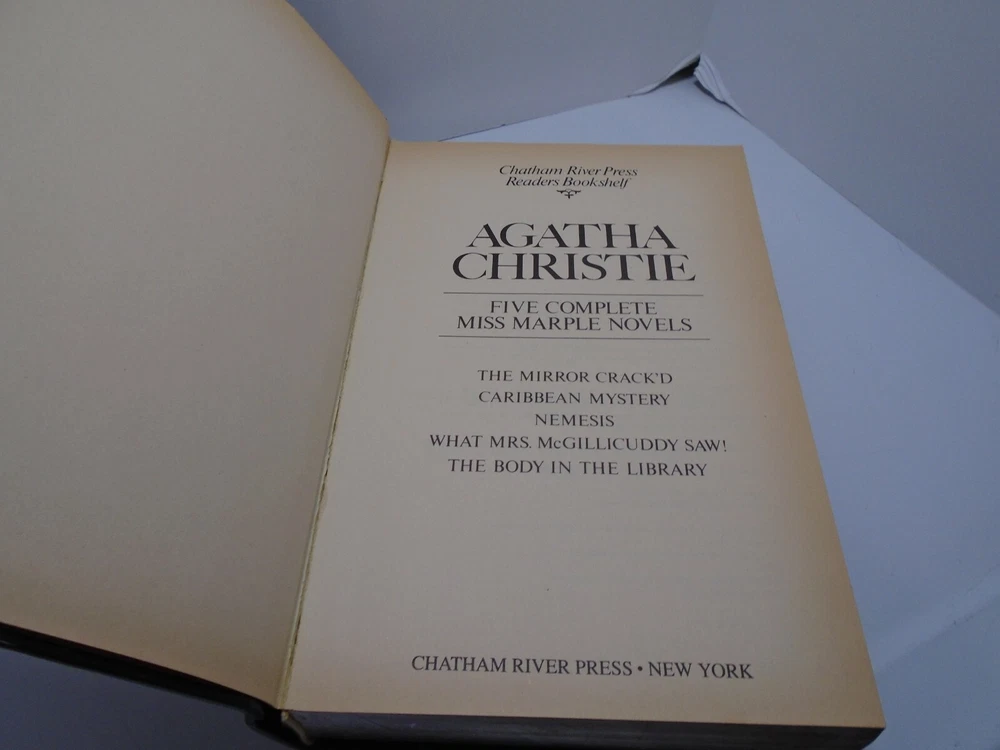 Chatham River Press
Readers Bookshelf
AGATHA
CHRISTIE
FIVE COMPLETE
MISS MARPLE NOVELS
THE MIRROR CRACK'D
CARIBBEAN MYSTERY
NEMESIS
WHAT MRS. McGILLICUDDY SAW!
THE BODY IN THE LIBRARY
CHATHAM RIVER PRESS • NEW YORK